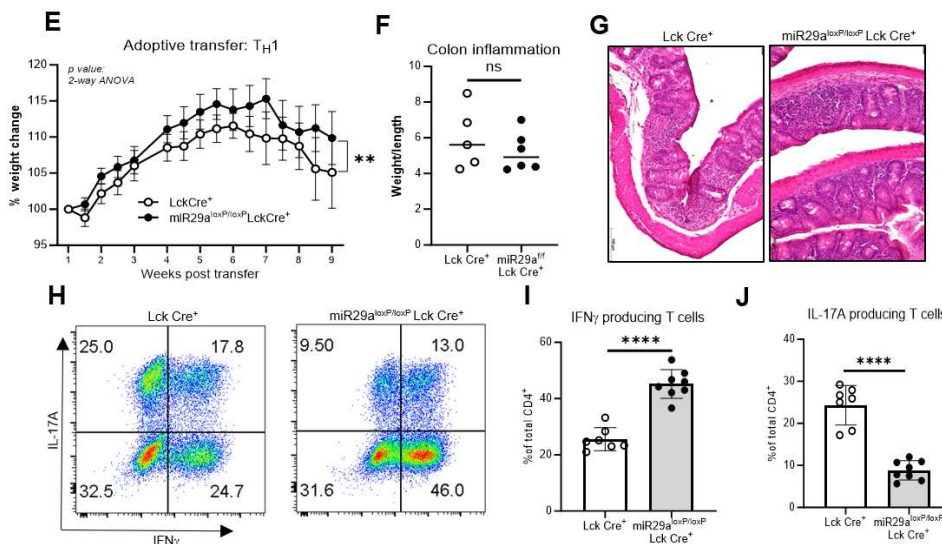 E
Adoptive transfer: TH1
p value:
2-way ANOVA
% weight change
120
115
110
105
100
95
**
LckCre+
miR29aloxP/loxPLckCre+
1 2 3 4 5 6 7 8 9
Weeks post transfer
F
Colon inflammation
ns
Weight/length
10
8
6
4
2
0
Lck Cre+
miR29af/f
Lck Cre+
G
Lck Cre+
miR29aloxP/loxP Lck Cre+
H
Lck Cre+
25.0 17.8
32.5 24.7
miR29aloxP/loxP Lck Cre+
9.50 13.0
31.6 46.0
IL-17A
IFNγ
I
IFNγ producing T cells
****
% of total CD4+
60
40
20
0
Lck Cre+
miR29aloxP/loxP
Lck Cre+
J
IL-17A producing T cells
****
% of total CD4+
40
30
20
10
0
Lck Cre+
miR29aloxP/loxP
Lck Cre+